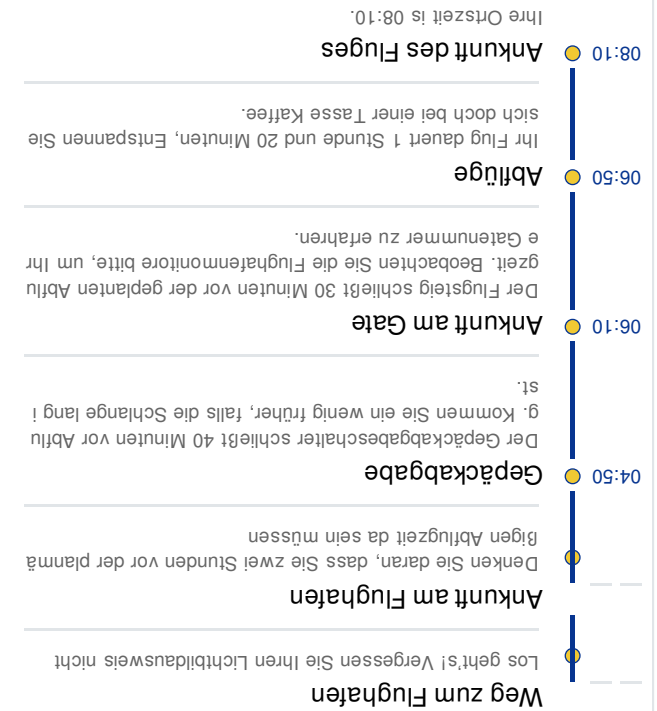 Weg zum Flughafen
Los geht's! Vergessen Sie Ihren Lichtbildausweis nicht
Ankunft am Flughafen
Denken Sie daran, dass Sie zwei Stunden vor der planmä
ßigen Abflugzeit da sein müssen
04:50
Gepäckabgabe
Der Gepäckabgabeschalter schließt 40 Minuten vor Abflu
g. Kommen Sie ein wenig früher, falls die Schlange lang i
st.
06:10
Ankunft am Gate
Der Flugsteig schließt 30 Minuten vor der geplanten Abflu
gzeit. Beobachten Sie die Flughafenmonitore bitte, um Ihr
e Gatenummer zu erfahren.
06:50
Abflüge
Ihr Flug dauert 1 Stunde und 20 Minuten, Entspannen Sie
sich doch bei einer Tasse Kaffee.
08:10
Ankunft des Fluges
Ihre Ortszeit is 08:10.